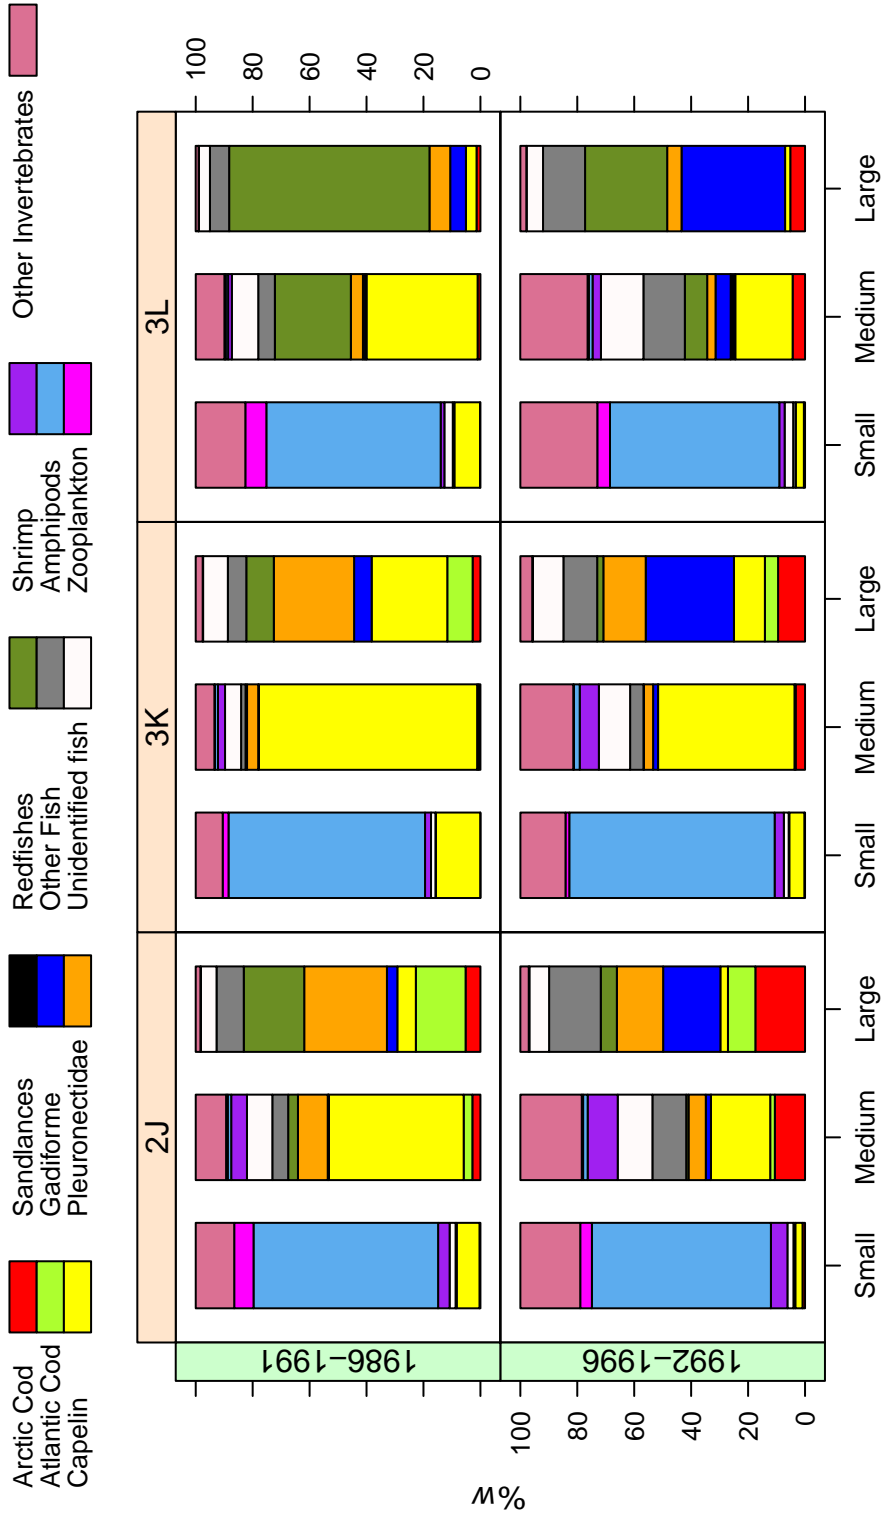 Arctic Cod
Atlantic Cod
Capelin
Sandlances
Gadiforme
Pleuronectidae
Redfishes
Other Fish
Unidentified fish
Shrimp
Amphipods
Zooplankton
Other Invertebrates
2J
3K
3L
1986−1991
100
80
60
40
20
0
1992−1996
100
80
60
40
20
0
%w
Small
Medium
Large
Small
Medium
Large
Small
Medium
Large